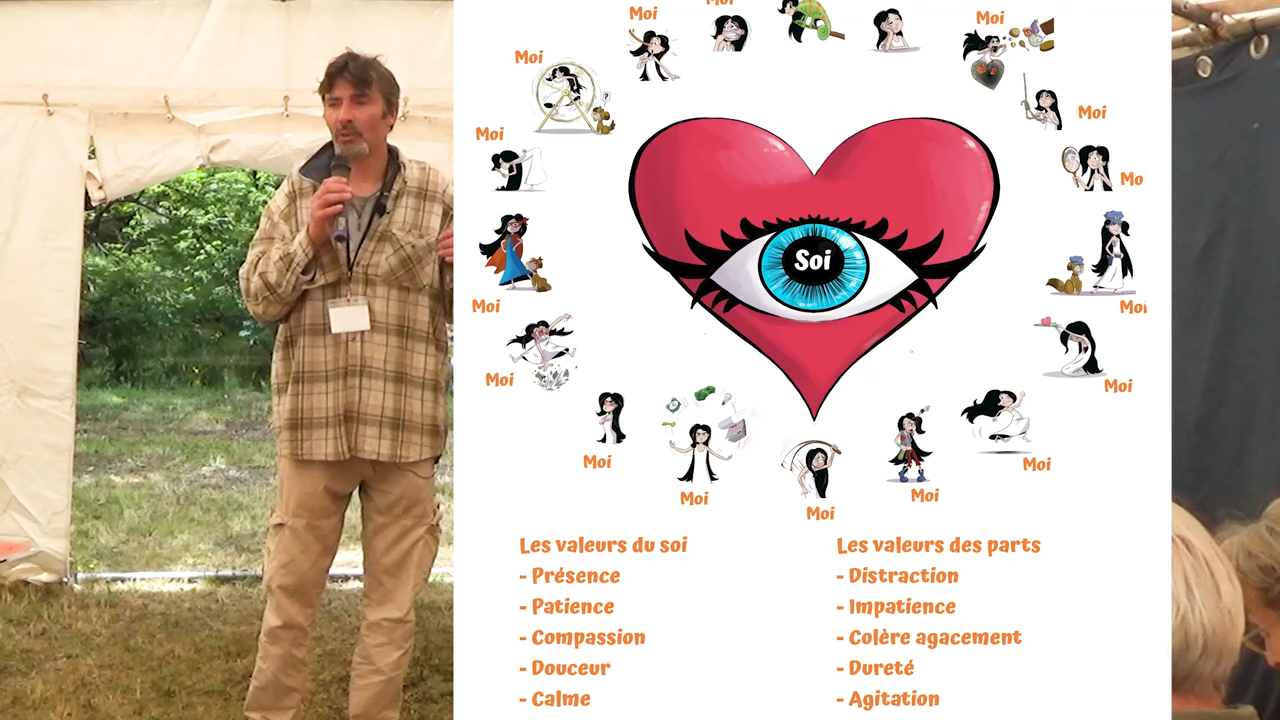 Moi
Moi
Moi
Moi
?
Moi
Moi
Mo
Soi
Moi
Moi
Moi
Moi
Moi
Moi
Moi
Moi
Moi
Les valeurs du soi
- Présence
- Patience
- Compassion
- Douceur
- Calme
Les valeurs des parts
- Distraction
- Impatience
- Colère agacement
- Dureté
- Agitation